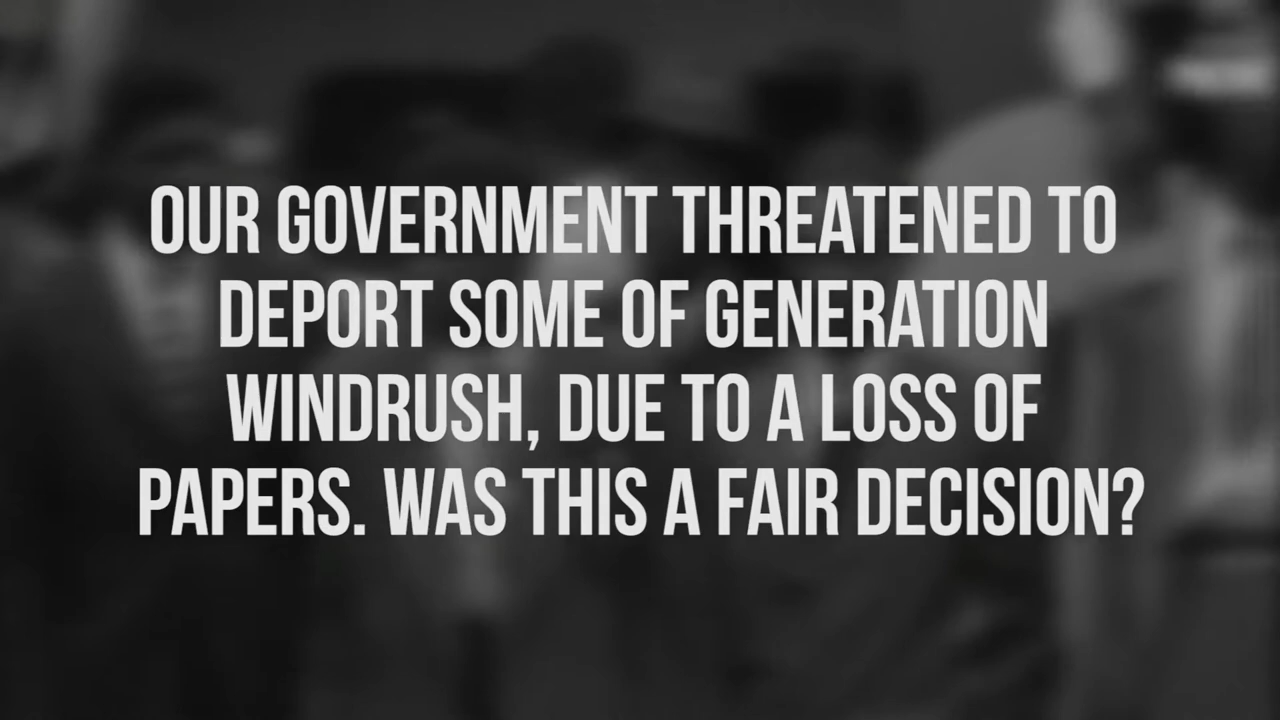 OUR GOVERNMENT THREATENED TO
DEPORT SOME OF GENERATION
WINDRUSH, DUE TO A LOSS OF
PAPERS. WAS THIS A FAIR DECISION?